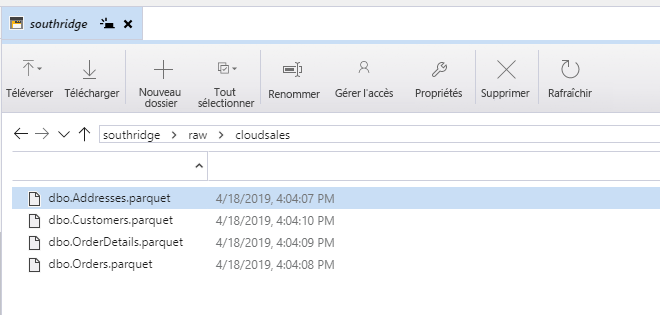 southridge
Téléverser Télécharger Nouveau dossier Tout sélectionner Renommer Gérer l'accès Propriétés Supprimer Rafraîchir
southridge > raw > cloudsales
dbo.Addresses.parquet 4/18/2019, 4:04:07 PM
dbo.Customers.parquet 4/18/2019, 4:04:10 PM
dbo.OrderDetails.parquet 4/18/2019, 4:04:09 PM
dbo.Orders.parquet 4/18/2019, 4:04:08 PM